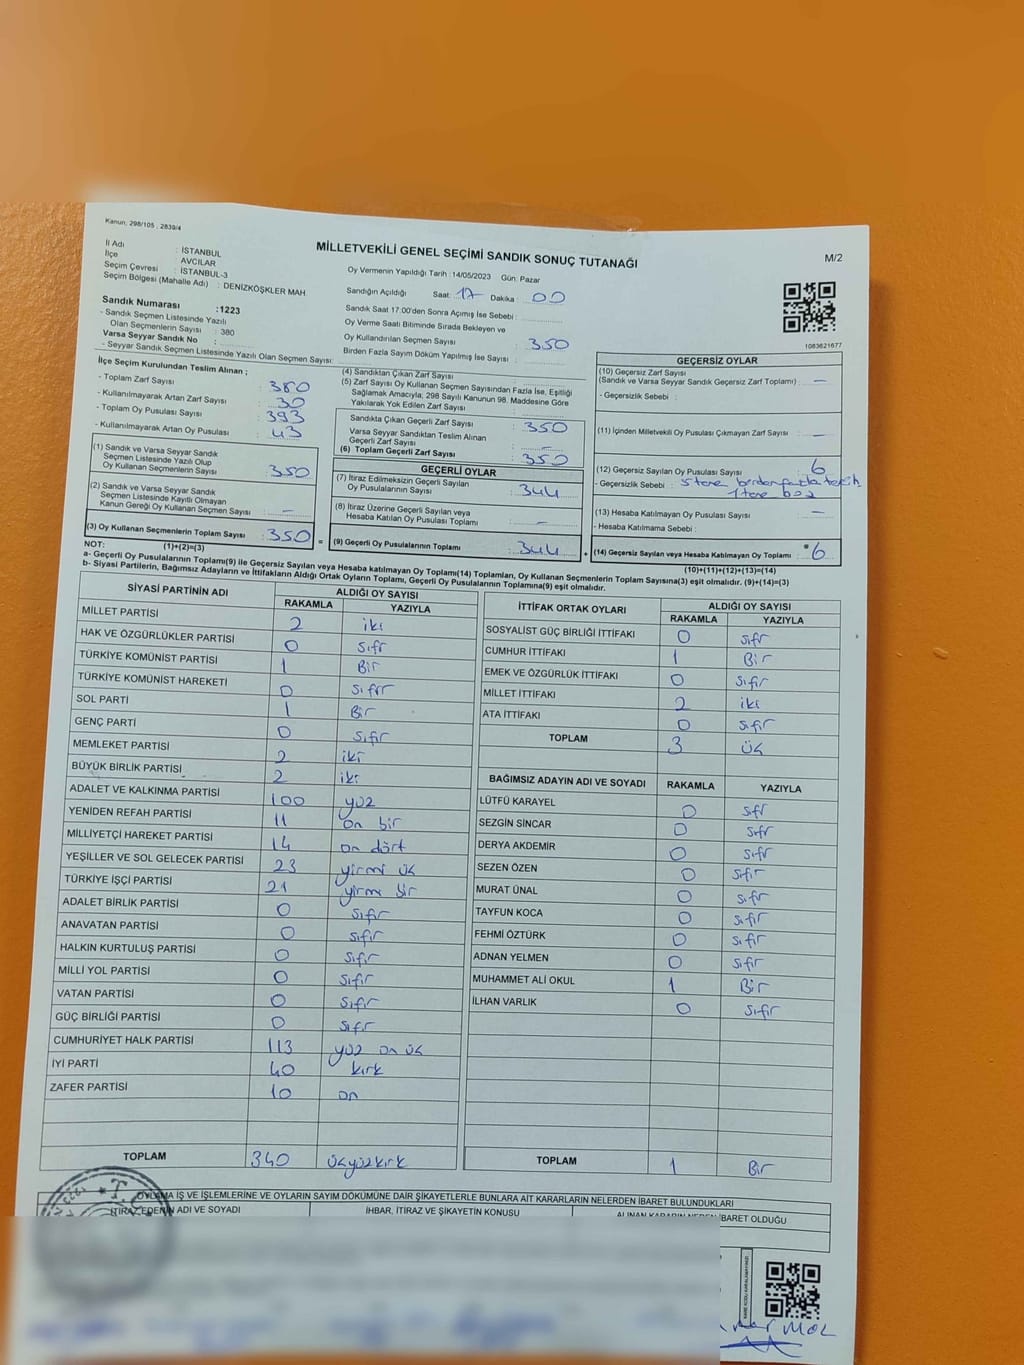 Kanun, 298/105 , 2839/4
MİLLETVEKİLİ GENEL SEÇİMİ SANDIK SONUÇ TUTANAĞI
M/2
İl Adı : İSTANBUL
İlçe : AVCILAR
Seçim Çevresi : İSTANBUL-3
Seçim Bölgesi (Mahalle Adı) : DENİZKÖŞKLER MAH
Oy Vermenin Yapıldığı Tarih :14/05/2023 Gün: Pazar
Sandığın Açıldığı Saat: 17 Dakika : 00
Sandık Saat 17.00'den Sonra Açımış İse Sebebi :
Oy Verme Saati Bitiminde Sırada Bekleyen ve
Oy Kullandırılan Seçmen Sayısı : 350
Birden Fazla Sayım Döküm Yapılmış İse Sayısı :
1083621677
Sandık Numarası :1223
- Sandık Seçmen Listesinde Yazılı
Olan Seçmenlerin Sayısı : 380
Varsa Seyyar Sandık No :
- Seyyar Sandık Seçmen Listesinde Yazılı Olan Seçmen Sayısı:
İlçe Seçim Kurulundan Teslim Alınan ;
- Toplam Zarf Sayısı : 380
- Kullanılmayarak Artan Zarf Sayısı : 30
- Toplam Oy Pusulası Sayısı : 393
- Kullanılmayarak Artan Oy Pusulası : 43
(1) Sandık ve Varsa Seyyar Sandık
Seçmen Listesinde Yazılı Olup
Oy Kullanan Seçmenlerin Sayısı : 350
(2) Sandık ve Varsa Seyyar Sandık
Seçmen Listesinde Kayıtlı Olmayan
Kanun Gereği Oy Kullanan Seçmen Sayısı : -
(3) Oy Kullanan Seçmenlerin Toplam Sayısı : 350
(1)+(2)=(3)
(4) Sandıktan Çıkan Zarf Sayısı :
(5) Zarf Sayısı Oy Kullanan Seçmen Sayısından Fazla İse, Eşitliği
Sağlamak Amacıyla; 298 Sayılı Kanunun 98. Maddesine Göre
Yakılarak Yok Edilen Zarf Sayısı :
Sandıkta Çıkan Geçerli Zarf Sayısı : 350
Varsa Seyyar Sandıktan Teslim Alınan
Geçerli Zarf Sayısı : -
(6) Toplam Geçerli Zarf Sayısı : 350
GEÇERLİ OYLAR
(7) İtiraz Edilmeksizin Geçerli Sayılan
Oy Pusulalarının Sayısı : 344
(8) İtiraz Üzerine Geçerli Sayılan veya
Hesaba Katılan Oy Pusulası Toplamı : -
= (9) Geçerli Oy Pusulalarının Toplamı : 344
GEÇERSİZ OYLAR
(10) Geçersiz Zarf Sayısı
(Sandık ve Varsa Seyyar Sandık Geçersiz Zarf Toplamı) : -
- Geçersizlik Sebebi :
(11) İçinden Milletvekili Oy Pusulası Çıkmayan Zarf Sayısı : -
(12) Geçersiz Sayılan Oy Pusulası Sayısı : 6
- Geçersizlik Sebebi : 5 tane birden fazla tercih
1 tane boş
(13) Hesaba Katılmayan Oy Pusulası Sayısı : -
- Hesaba Katılmama Sebebi :
+ (14) Geçersiz Sayılan veya Hesaba Katılmayan Oy Toplamı : 6
(10)+(11)+(12)+(13)=(14)
NOT:
a- Geçerli Oy Pusulalarının Toplamı(9) ile Geçersiz Sayılan veya Hesaba katılmayan Oy Toplamı(14) Toplamları, Oy Kullanan Seçmenlerin Toplam Sayısına(3) eşit olmalıdır. (9)+(14)=(3)
b- Siyasi Partilerin, Bağımsız Adayların ve İttifakların Aldığı Ortak Oyların Toplamı, Geçerli Oy Pusulalarının Toplamına(9) eşit olmalıdır.
SİYASİ PARTİNİN ADI ALDIĞI OY SAYISI
RAKAMLA YAZIYLA
MİLLET PARTİSİ 2 iki
HAK VE ÖZGÜRLÜKLER PARTİSİ 0 sıfır
TÜRKİYE KOMÜNİST PARTİSİ 1 Bir
TÜRKİYE KOMÜNİST HAREKETİ 0 sıfır
SOL PARTİ 1 Bir
GENÇ PARTİ 0 sıfır
MEMLEKET PARTİSİ 2 iki
BÜYÜK BİRLİK PARTİSİ 2 iki
ADALET VE KALKINMA PARTİSİ 100 yüz
YENİDEN REFAH PARTİSİ 11 on bir
MİLLİYETÇİ HAREKET PARTİSİ 14 on dört
YEŞİLLER VE SOL GELECEK PARTİSİ 23 yirmi üç
TÜRKİYE İŞÇİ PARTİSİ 21 yirmi bir
ADALET BİRLİK PARTİSİ 0 sıfır
ANAVATAN PARTİSİ 0 sıfır
HALKIN KURTULUŞ PARTİSİ 0 sıfır
MİLLİ YOL PARTİSİ 0 sıfır
VATAN PARTİSİ 0 sıfır
GÜÇ BİRLİĞİ PARTİSİ 0 sıfır
CUMHURİYET HALK PARTİSİ 113 yüz on üç
İYİ PARTİ 40 kırk
ZAFER PARTİSİ 10 on
TOPLAM 340 üçyüzkırk
İTTİFAK ORTAK OYLARI ALDIĞI OY SAYISI
RAKAMLA YAZIYLA
SOSYALİST GÜÇ BİRLİĞİ İTTİFAKI 0 sıfır
CUMHUR İTTİFAKI 1 Bir
EMEK VE ÖZGÜRLÜK İTTİFAKI 0 sıfır
MİLLET İTTİFAKI 2 iki
ATA İTTİFAKI 0 sıfır
TOPLAM 3 üç
BAĞIMSIZ ADAYIN ADI VE SOYADI RAKAMLA YAZIYLA
LÜTFÜ KARAYEL 0 sıfır
SEZGİN SİNCAR 0 sıfır
DERYA AKDEMİR 0 sıfır
SEZEN ÖZEN 0 sıfır
MURAT ÜNAL 0 sıfır
TAYFUN KOCA 0 sıfır
FEHMİ ÖZTÜRK 0 sıfır
ADNAN YELMEN 0 sıfır
MUHAMMET ALİ OKUL 1 Bir
İLHAN VARLIK 0 sıfır
TOPLAM 1 Bir
OYLAMA İŞ VE İŞLEMLERİNE VE OYLARIN SAYIM DÖKÜMÜNE DAİR ŞİKAYETLERLE BUNLARA AİT KARARLARIN NELERDEN İBARET BULUNDUKLARI
İTİRAZ EDENİN ADI VE SOYADI İHBAR, İTİRAZ VE ŞİKAYETİN KONUSU ALINAN KARARIN NEDEN İBARET OLDUĞU